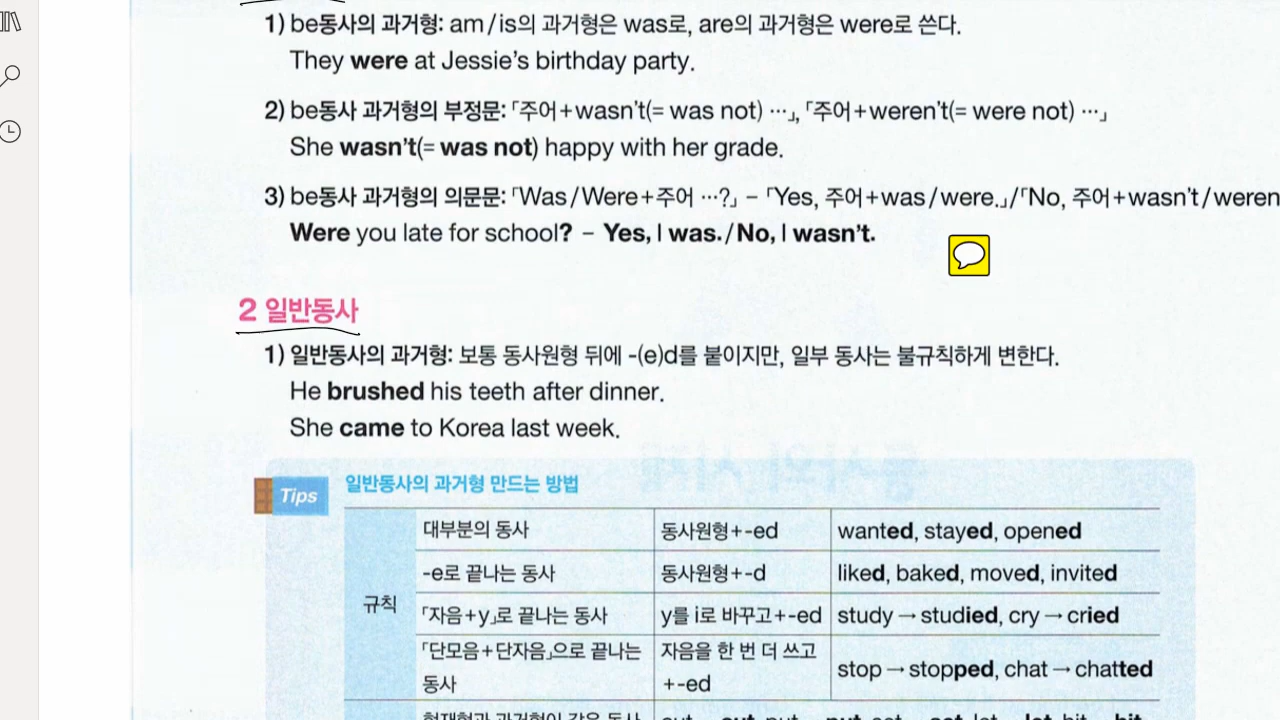 1) be동사의 과거형: am/is의 과거형은 was로, are의 과거형은 were로 쓴다.
They were at Jessie's birthday party.
2) be동사 과거형의 부정문: 「주어+wasn't(= was not) ···」, 「주어+weren't(= were not) ···」
She wasn't(= was not) happy with her grade.
3) be동사 과거형의 의문문: 「Was/Were+주어 ···?」 – 「Yes, 주어+was/were.」/「No, 주어+wasn't/weren
Were you late for school? – Yes, I was./No, I wasn't.
2 일반동사
1) 일반동사의 과거형: 보통 동사원형 뒤에 -(e)d를 붙이지만, 일부 동사는 불규칙하게 변한다.
He brushed his teeth after dinner.
She came to Korea last week.
Tips 일반동사의 과거형 만드는 방법
대부분의 동사 동사원형+-ed wanted, stayed, opened
-e로 끝나는 동사 동사원형+-d liked, baked, moved, invited
규칙
「자음+y」로 끝나는 동사 y를 i로 바꾸고+-ed study → studied, cry → cried
「단모음+단자음」으로 끝나는 동사 자음을 한 번 더 쓰고 +-ed stop → stopped, chat → chatted